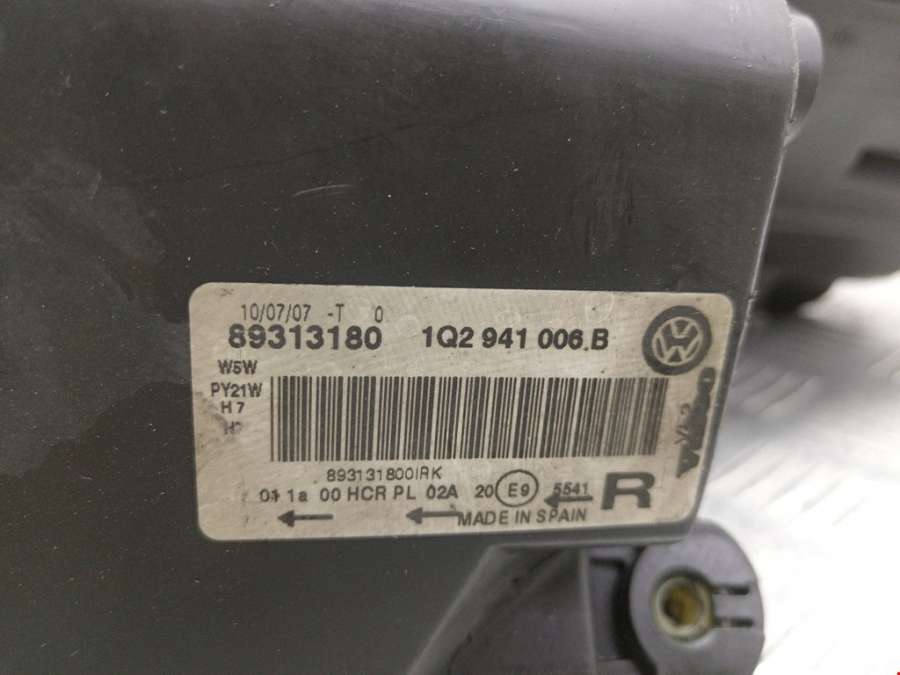 10/07/07 -T 0
89313180 1Q2 941 006 B
W5W
PY21W
H7
893131800IRK
01 1a 00 HCR PL 02A 20 E9 5541 R
MADE IN SPAIN
Valeo